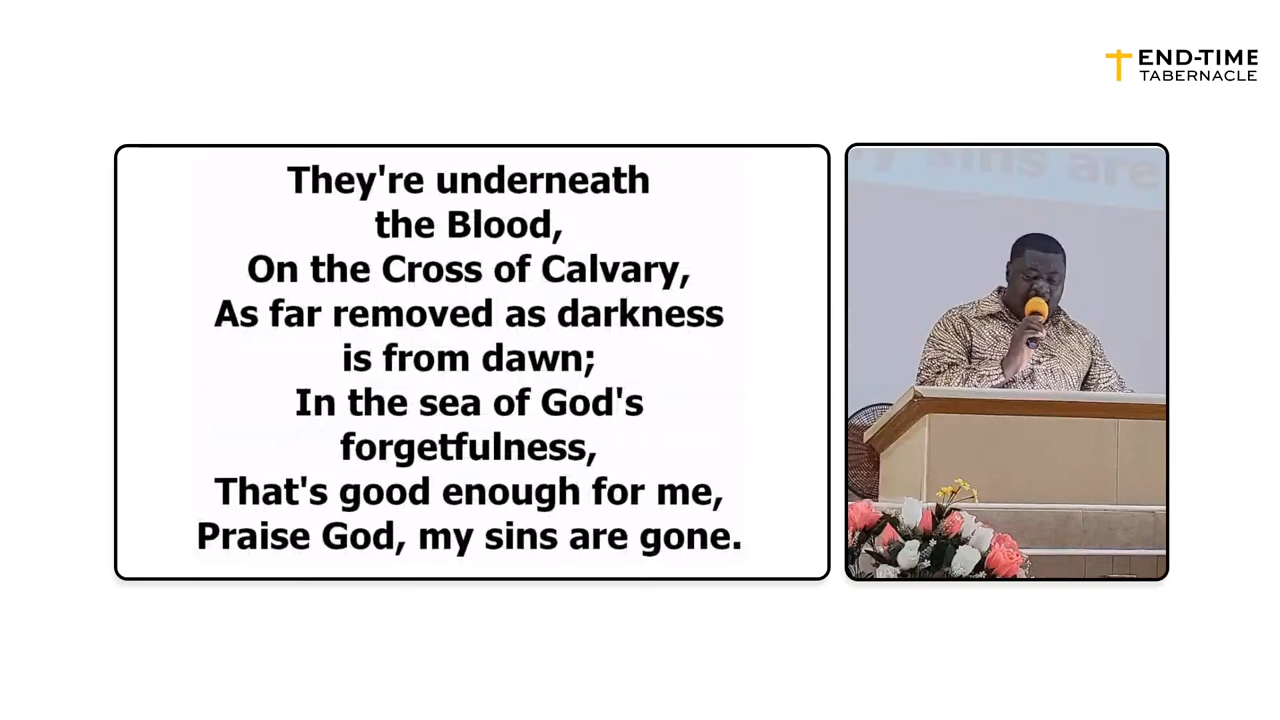 END-TIME
TABERNACLE
They're underneath
the Blood,
On the Cross of Calvary,
As far removed as darkness
is from dawn;
In the sea of God's
forgetfulness,
That's good enough for me,
Praise God, my sins are gone.
y sins are